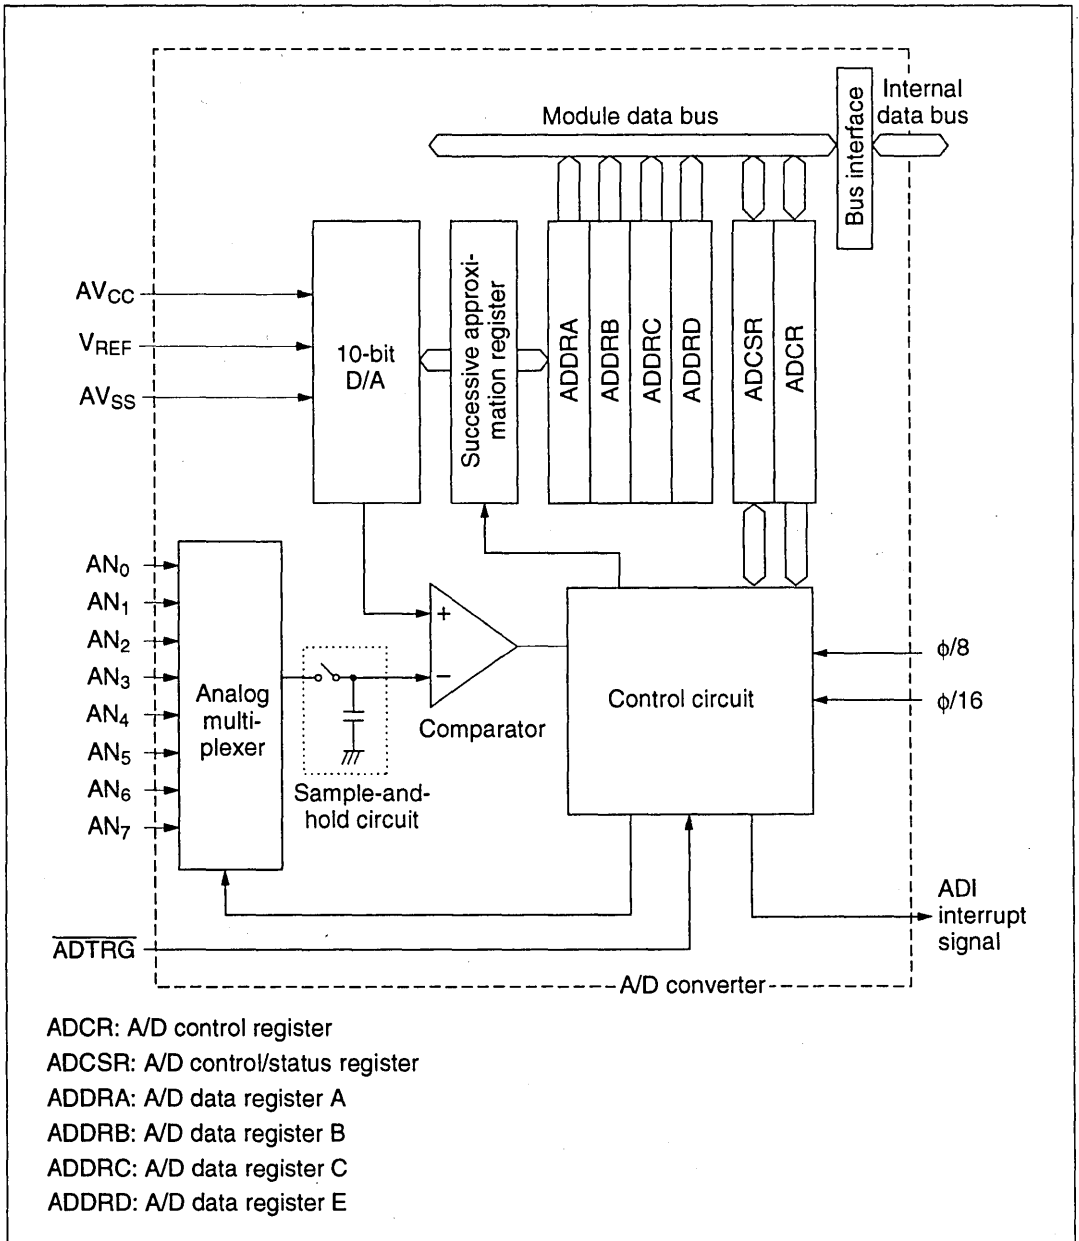 Module data bus
Internal
data bus
Bus interface
AVCC
VREF
AVSS
10-bit
D/A
Successive approxi-
mation register
ADDRA
ADDRB
ADDRC
ADDRD
ADCSR
ADCR
AN0
AN1
AN2
AN3
AN4
AN5
AN6
AN7
Analog
multi-
plexer
Sample-and-
hold circuit
+
−
Comparator
Control circuit
ϕ/8
ϕ/16
ADTRG
ADI
interrupt
signal
A/D converter
ADCR: A/D control register
ADCSR: A/D control/status register
ADDRA: A/D data register A
ADDRB: A/D data register B
ADDRC: A/D data register C
ADDRD: A/D data register E